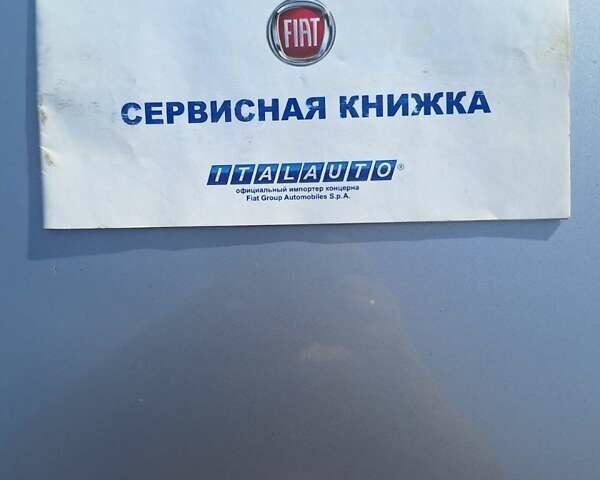 FIAT
СЕРВИСНАЯ КНИЖКА
ITALAUTO®
официальный импортер концерна
Fiat Group Automobiles S.p.A.